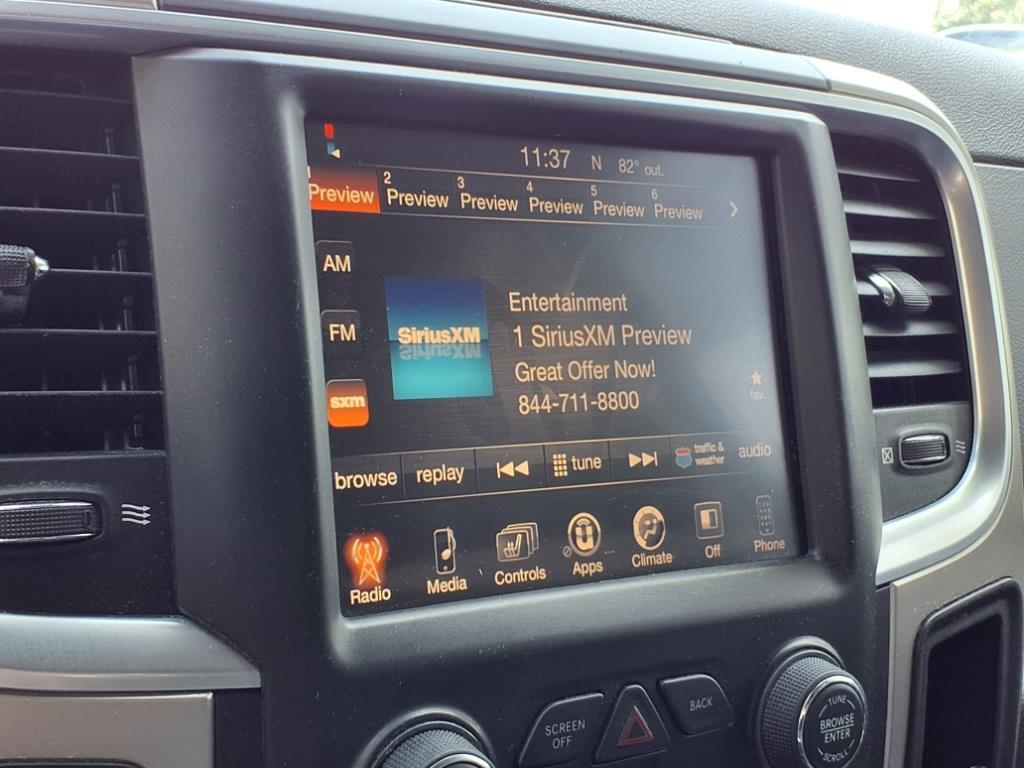 11:37 N 82° out.
1 Preview 2 Preview 3 Preview 4 Preview 5 Preview 6 Preview
AM
FM
sxm
SiriusXM
Entertainment
1 SiriusXM Preview
Great Offer Now!
844-711-8800
fav.
browse replay tune traffic & weather audio
Radio Media Controls Apps ... Climate Off Phone
SCREEN
OFF
BACK
TUNE
BROWSE
ENTER
SCROLL